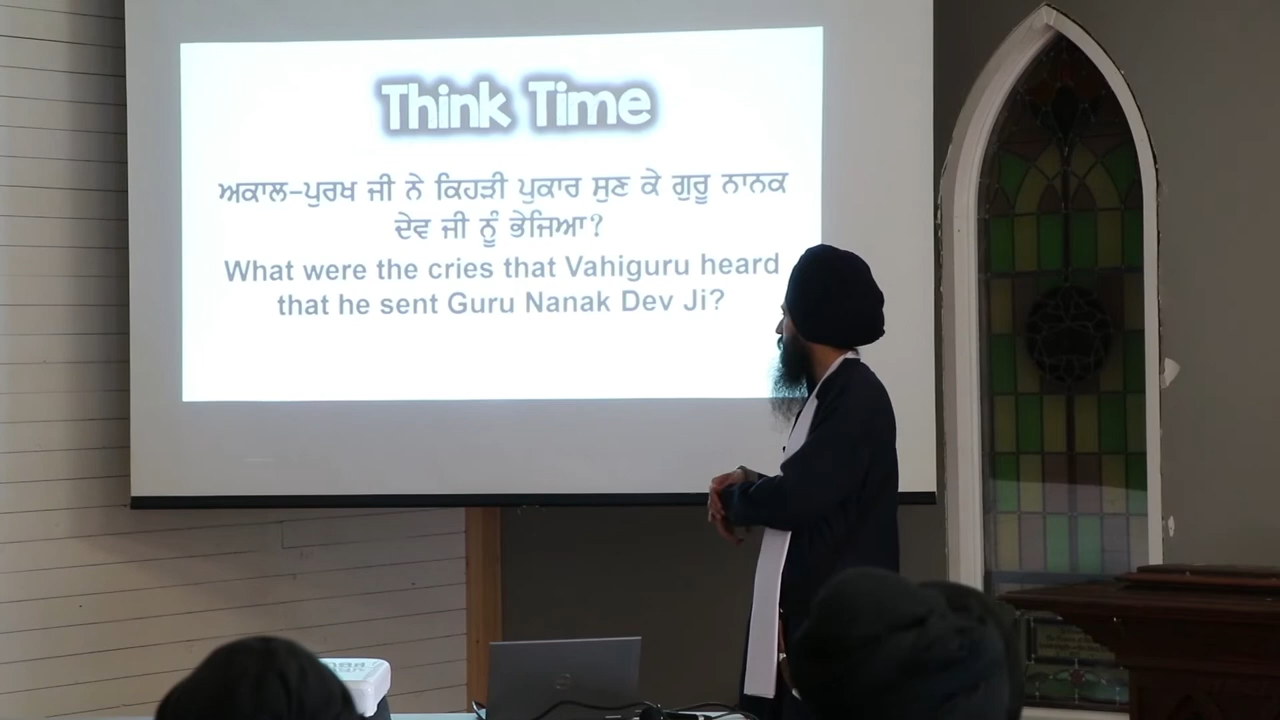 Think Time
ਅਕਾਲ-ਪੁਰਖ ਜੀ ਨੇ ਕਿਹੜੀ ਪੁਕਾਰ ਸੁਣ ਕੇ ਗੁਰੂ ਨਾਨਕ
ਦੇਵ ਜੀ ਨੂੰ ਭੇਜਿਆ?
What were the cries that Vahiguru heard
that he sent Guru Nanak Dev Ji?